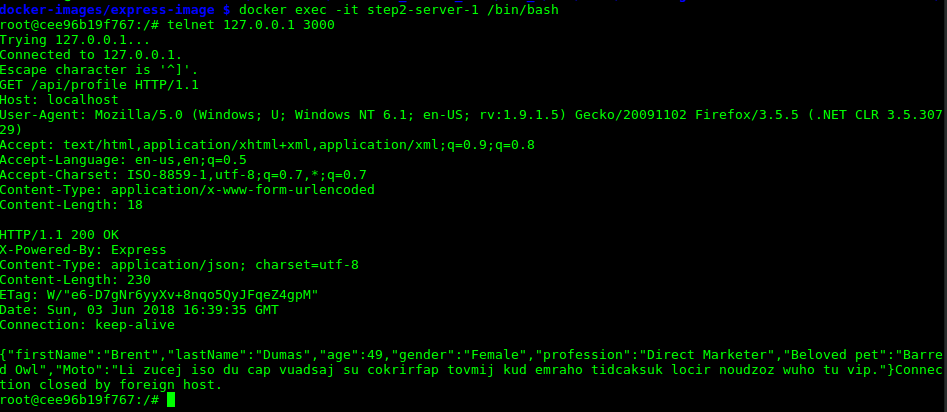 docker-images/express-image $ docker exec -it step2-server-1 /bin/bash
root@cee96b19f767:/# telnet 127.0.0.1 3000
Trying 127.0.0.1...
Connected to 127.0.0.1.
Escape character is '^]'.
GET /api/profile HTTP/1.1
Host: localhost
User-Agent: Mozilla/5.0 (Windows; U; Windows NT 6.1; en-US; rv:1.9.1.5) Gecko/20091102 Firefox/3.5.5 (.NET CLR 3.5.307
29)
Accept: text/html,application/xhtml+xml,application/xml;q=0.9;q=0.8
Accept-Language: en-us,en;q=0.5
Accept-Charset: ISO-8859-1,utf-8;q=0.7,*;q=0.7
Content-Type: application/x-www-form-urlencoded
Content-Length: 18

HTTP/1.1 200 OK
X-Powered-By: Express
Content-Type: application/json; charset=utf-8
Content-Length: 230
ETag: W/"e6-D7gNr6yyXv+8nqo5QyJFqeZ4gpM"
Date: Sun, 03 Jun 2018 16:39:35 GMT
Connection: keep-alive

{"firstName":"Brent","lastName":"Dumas","age":49,"gender":"Female","profession":"Direct Marketer","Beloved pet":"Barre
d Owl","Moto":"Li zucej iso du cap vuadsaj su cokrirfap tovmij kud emraho tidcaksuk locir noudzoz wuho tu vip."}Connec
tion closed by foreign host.
root@cee96b19f767:/#